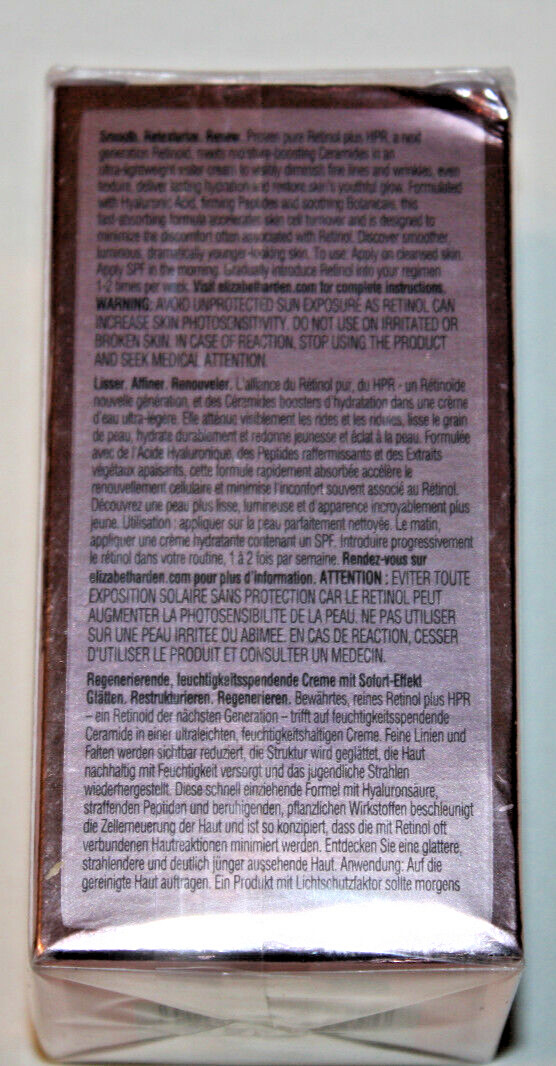 Smooth. Retexturize. Renew. Proven pure Retinol plus HPR, a next
generation Retinoid, meets moisture-boosting Ceramides in an
ultra-lightweight water cream to visibly diminish fine lines and wrinkles, even
texture, deliver lasting hydration and restore skin's youthful glow. Formulated
with Hyaluronic Acid, firming Peptides and soothing Botanicals, this
fast-absorbing formula accelerates skin cell turnover and is designed to
minimize the discomfort often associated with Retinol. Discover smoother,
luminous, dramatically younger-looking skin. To use: Apply on cleansed skin.
Apply SPF in the morning. Gradually introduce Retinol into your regimen
1-2 times per week. Visit elizabetharden.com for complete instructions.
WARNING: AVOID UNPROTECTED SUN EXPOSURE AS RETINOL CAN
INCREASE SKIN PHOTOSENSITIVITY. DO NOT USE ON IRRITATED OR
BROKEN SKIN. IN CASE OF REACTION, STOP USING THE PRODUCT
AND SEEK MEDICAL ATTENTION.
Lisser. Affiner. Renouveler. L'alliance du Rétinol pur, du HPR - un Rétinoïde
nouvelle génération, et des Céramides boosters d'hydratation dans une crème
d'eau ultra-légère. Elle atténue visiblement les rides et les ridules, lisse le grain
de peau, hydrate durablement et redonne jeunesse et éclat à la peau. Formulée
avec de l'Acide Hyaluronique, des Peptides raffermissants et des Extraits
végétaux apaisants, cette formule rapidement absorbée accélère le
renouvellement cellulaire et minimise l'inconfort souvent associé au Rétinol.
Découvrez une peau plus lisse, lumineuse et d'apparence incroyablement plus
jeune. Utilisation : appliquer sur la peau parfaitement nettoyée. Le matin,
appliquer une crème hydratante contenant un SPF. Introduire progressivement
le rétinol dans votre routine, 1 à 2 fois par semaine. Rendez-vous sur
elizabetharden.com pour plus d'information. ATTENTION : EVITER TOUTE
EXPOSITION SOLAIRE SANS PROTECTION CAR LE RETINOL PEUT
AUGMENTER LA PHOTOSENSIBILITE DE LA PEAU. NE PAS UTILISER
SUR UNE PEAU IRRITEE OU ABIMEE. EN CAS DE REACTION, CESSER
D'UTILISER LE PRODUIT ET CONSULTER UN MEDECIN.
Regenerierende, feuchtigkeitsspendende Creme mit Sofort-Effekt
Glätten. Restrukturieren. Regenerieren. Bewährtes, reines Retinol plus HPR
– ein Retinoid der nächsten Generation – trifft auf feuchtigkeitsspendende
Ceramide in einer ultraleichten, feuchtigkeitshaltigen Creme. Feine Linien und
Falten werden sichtbar reduziert, die Struktur wird geglättet, die Haut
nachhaltig mit Feuchtigkeit versorgt und das jugendliche Strahlen
wiederhergestellt. Diese schnell einziehende Formel mit Hyaluronsäure,
straffenden Peptiden und beruhigenden, pflanzlichen Wirkstoffen beschleunigt
die Zellerneuerung der Haut und ist so konzipiert, dass die mit Retinol oft
verbundenen Hautreaktionen minimiert werden. Entdecken Sie eine glattere,
strahlendere und deutlich jünger aussehende Haut. Anwendung: Auf die
gereinigte Haut auftragen. Ein Produkt mit Lichtschutzfaktor sollte morgens